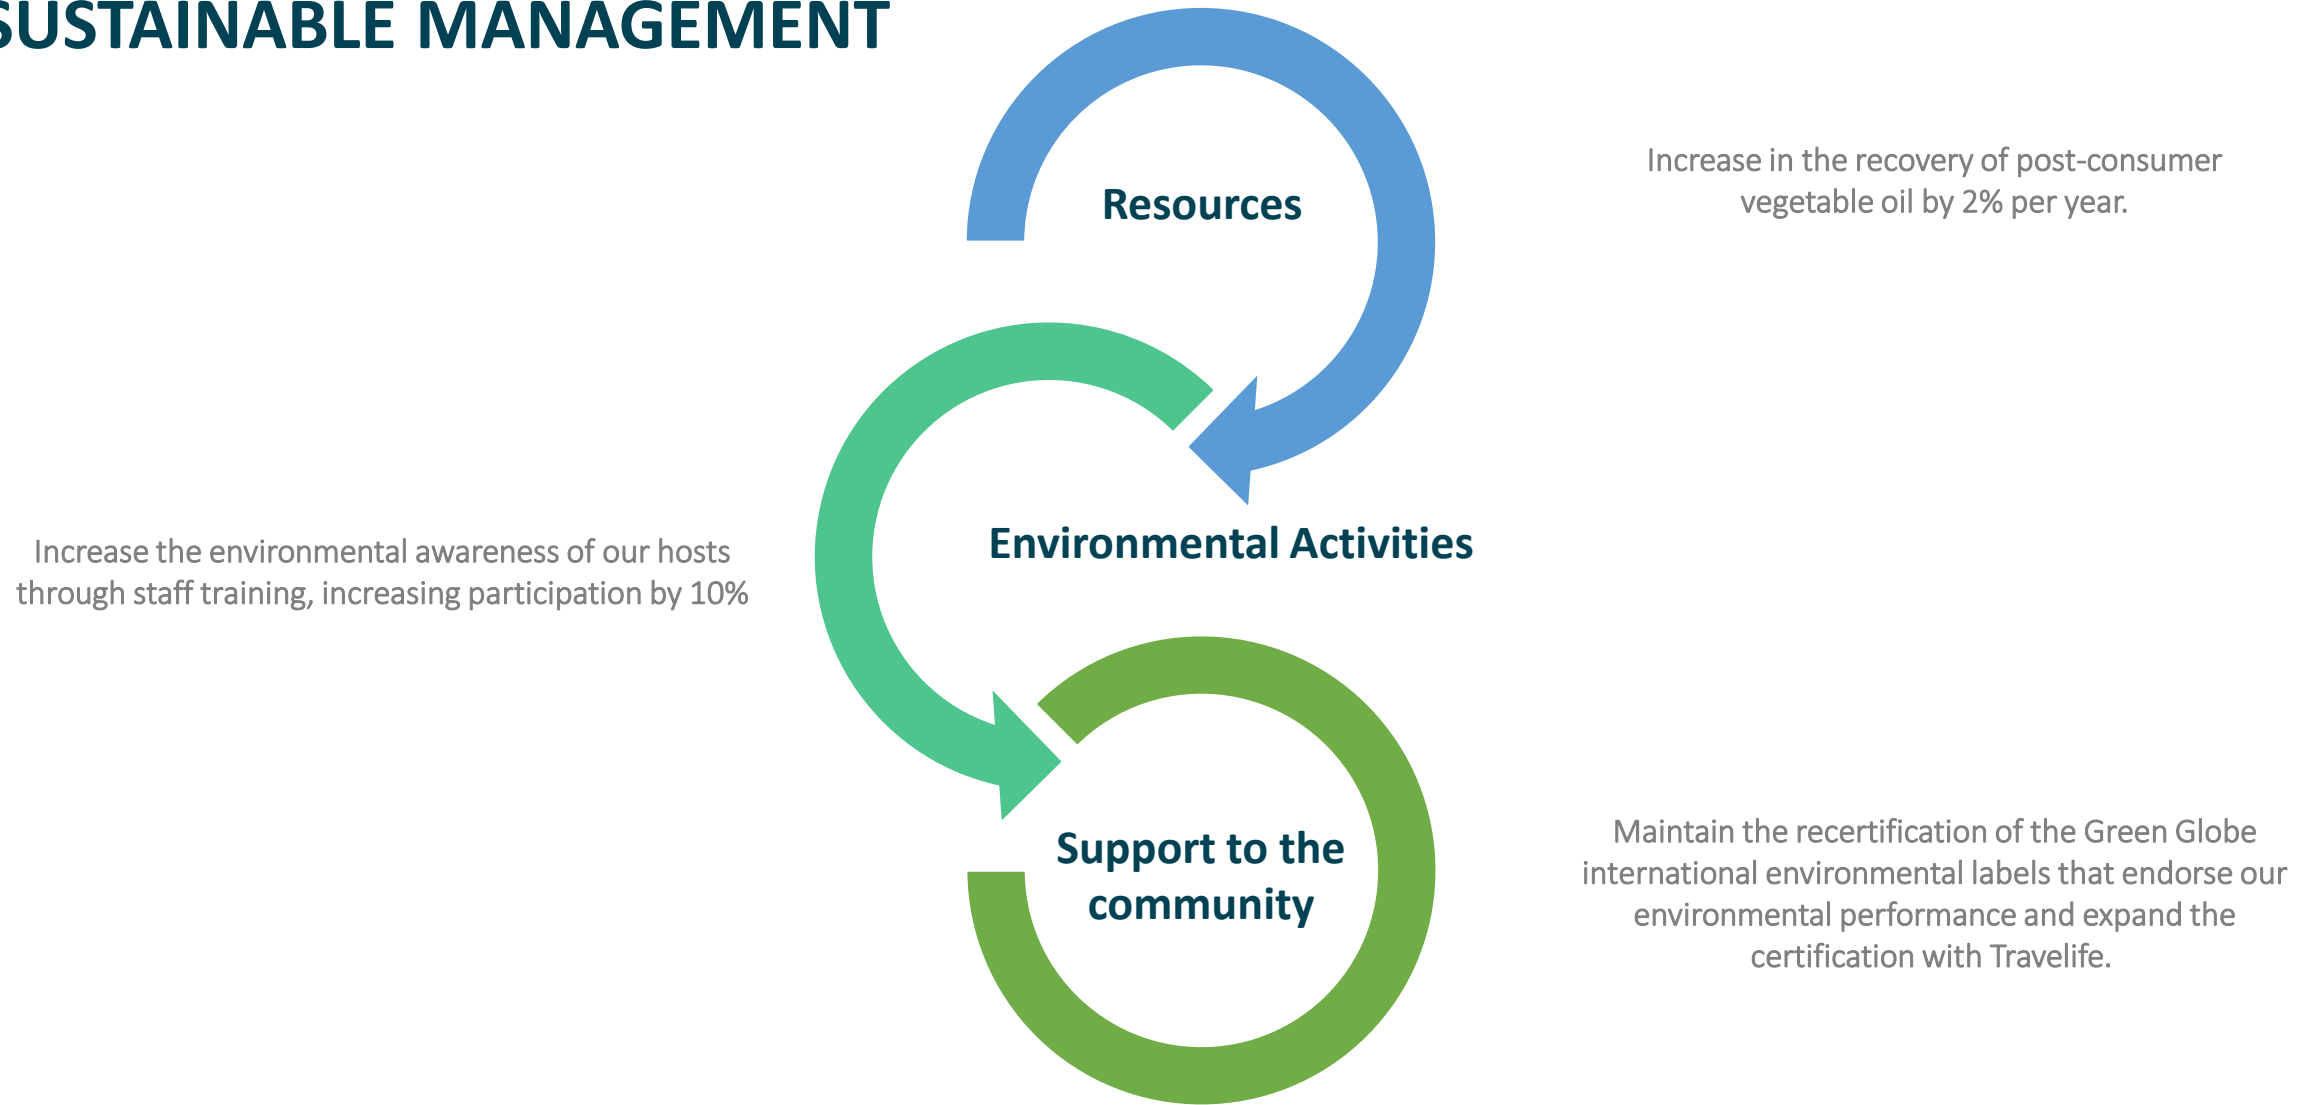 SUSTAINABLE MANAGEMENT
Resources
Increase in the recovery of post-consumer
vegetable oil by 2% per year.
Environmental Activities
Increase the environmental awareness of our hosts
through staff training, increasing participation by 10%
Support to the
community
Maintain the recertification of the Green Globe
international environmental labels that endorse our
environmental performance and expand the
certification with Travelife.